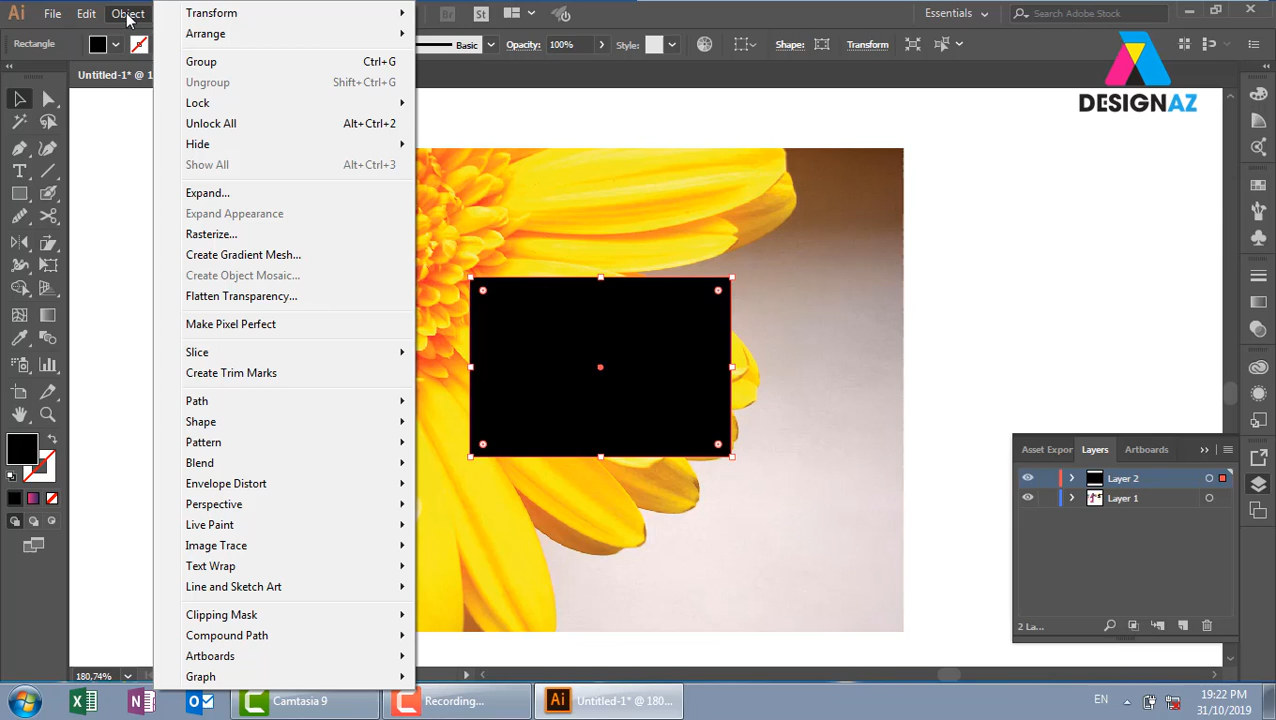 Ai File Edit Object Br St Essentials Search Adobe Stock
Rectangle Basic Opacity: 100% Style: Shape: Transform
Untitled-1* @ 1
DESIGNAZ
Transform
Arrange
Group Ctrl+G
Ungroup Shift+Ctrl+G
Lock
Unlock All Alt+Ctrl+2
Hide
Show All Alt+Ctrl+3
Expand...
Expand Appearance
Rasterize...
Create Gradient Mesh...
Create Object Mosaic...
Flatten Transparency...
Make Pixel Perfect
Slice
Create Trim Marks
Path
Shape
Pattern
Blend
Envelope Distort
Perspective
Live Paint
Image Trace
Text Wrap
Line and Sketch Art
Clipping Mask
Compound Path
Artboards
Graph
Asset Expor Layers Artboards
Layer 2
Layer 1
2 La...
180,74%
Camtasia 9 Recording... Ai Untitled-1* @ 180... EN 19:22 PM
31/10/2019